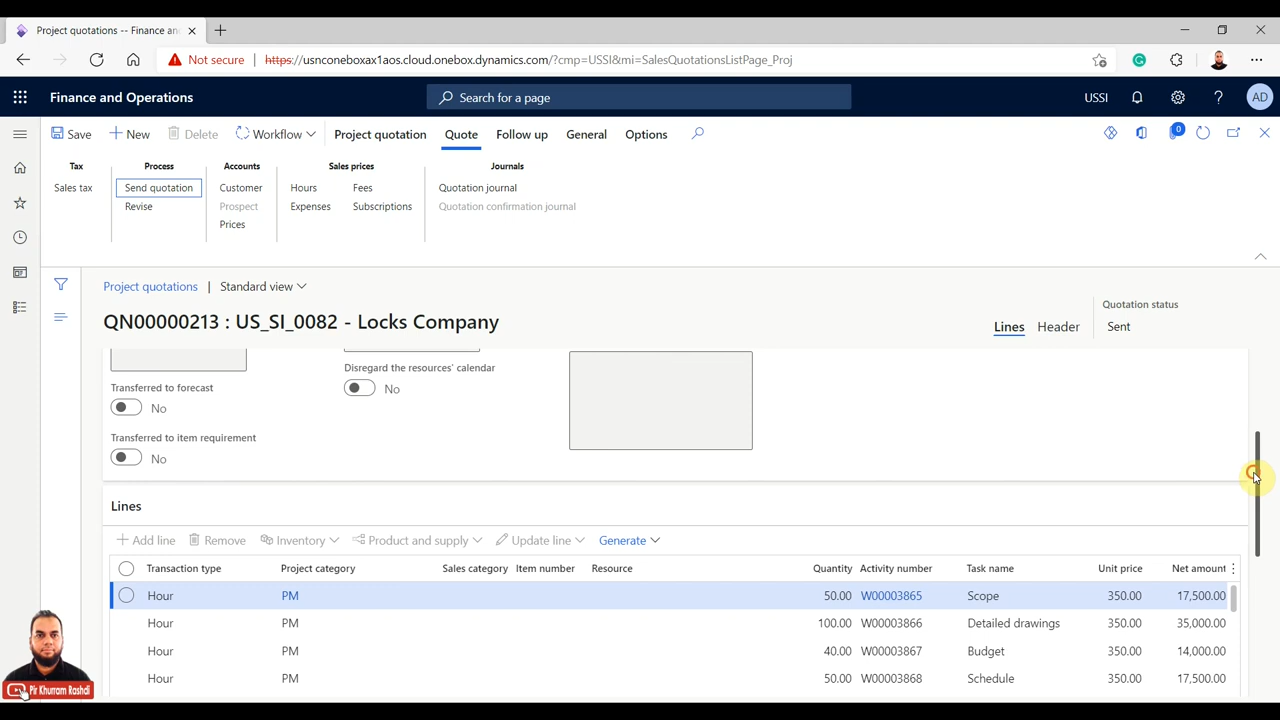 Project quotations -- Finance and
Not secure https://usnconeboxax1aos.cloud.onebox.dynamics.com/?cmp=USSI&mi=SalesQuotationsListPage_Proj
Finance and Operations Search for a page USSI AD
Save New Delete Workflow Project quotation Quote Follow up General Options 0
Tax Process Accounts Sales prices Journals
Sales tax Send quotation Customer Hours Fees Quotation journal
Revise Prospect Expenses Subscriptions Quotation confirmation journal
Prices
Project quotations | Standard view
Quotation status
QN00000213 : US_SI_0082 - Locks Company Lines Header Sent
Disregard the resources' calendar
Transferred to forecast No
No
Transferred to item requirement
No
Lines
Add line Remove Inventory Product and supply Update line Generate
Transaction type Project category Sales category Item number Resource Quantity Activity number Task name Unit price Net amount
Hour PM 50.00 W00003865 Scope 350.00 17,500.00
Hour PM 100.00 W00003866 Detailed drawings 350.00 35,000.00
Hour PM 40.00 W00003867 Budget 350.00 14,000.00
Hour PM 50.00 W00003868 Schedule 350.00 17,500.00
Pir Khurram Rashdi